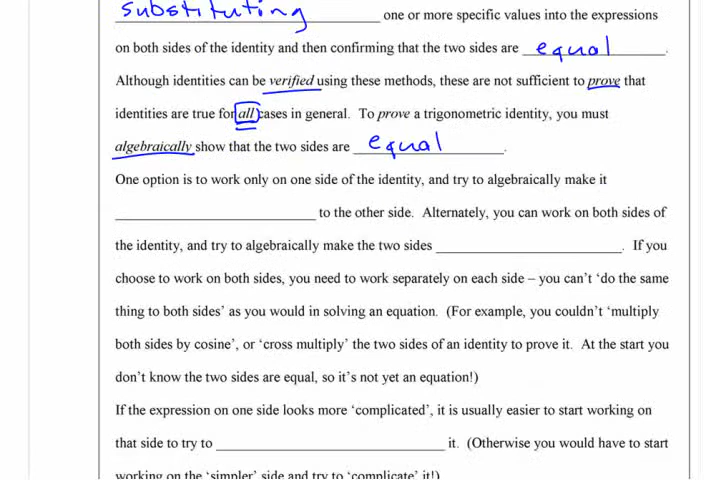 substituting one or more specific values into the expressions
on both sides of the identity and then confirming that the two sides are equal.
Although identities can be verified using these methods, these are not sufficient to prove that
identities are true for all cases in general. To prove a trigonometric identity, you must
algebraically show that the two sides are equal.
One option is to work only on one side of the identity, and try to algebraically make it
____________________ to the other side. Alternately, you can work on both sides of
the identity, and try to algebraically make the two sides ____________________. If you
choose to work on both sides, you need to work separately on each side – you can't 'do the same
thing to both sides' as you would in solving an equation. (For example, you couldn't 'multiply
both sides by cosine', or 'cross multiply' the two sides of an identity to prove it. At the start you
don't know the two sides are equal, so it's not yet an equation!)
If the expression on one side looks more 'complicated', it is usually easier to start working on
that side to try to ____________________ it. (Otherwise you would have to start
working on the 'simpler' side and try to 'complicate' it!)